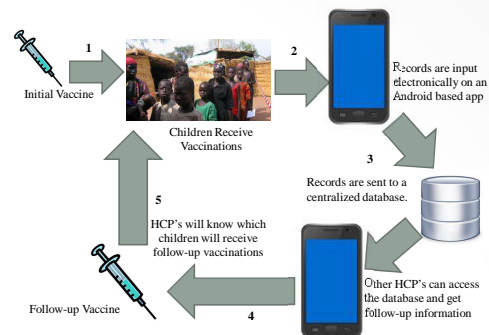 1
Initial Vaccine
Children Receive
Vaccinations
2
Records are input
electronically on an
Android based app
3
Records are sent to a
centralized database.
Other HCP's can access
the database and get
follow-up information
4
Follow-up Vaccine
5
HCP's will know which
children will receive
follow-up vaccinations